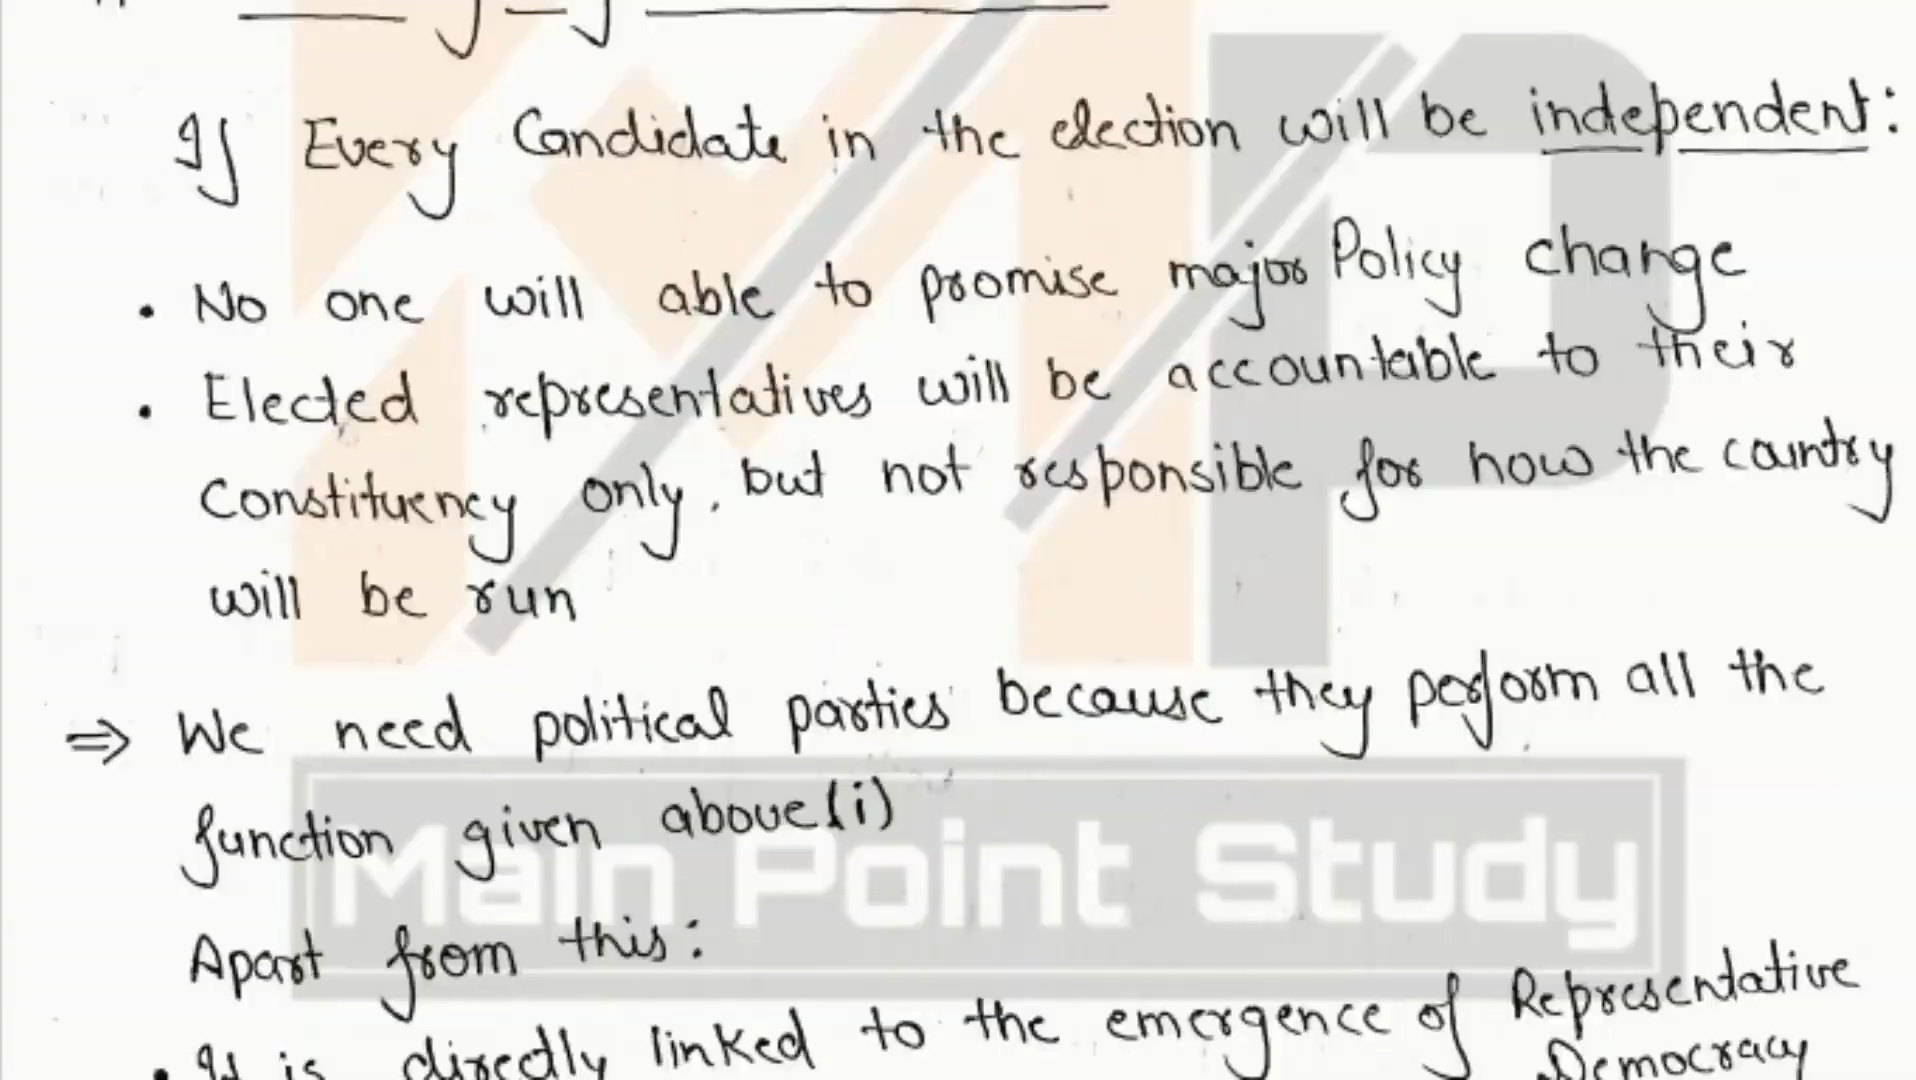 If Every Candidate in the election will be independent:
• No one will able to promise major Policy change
• Elected representatives will be accountable to their
Constituency only, but not responsible for how the country
will be run
⇒ We need political parties because they perform all the
function given above(i)
Main Point Study
Apart from this:
• It is directly linked to the emergence of Representative
Democracy